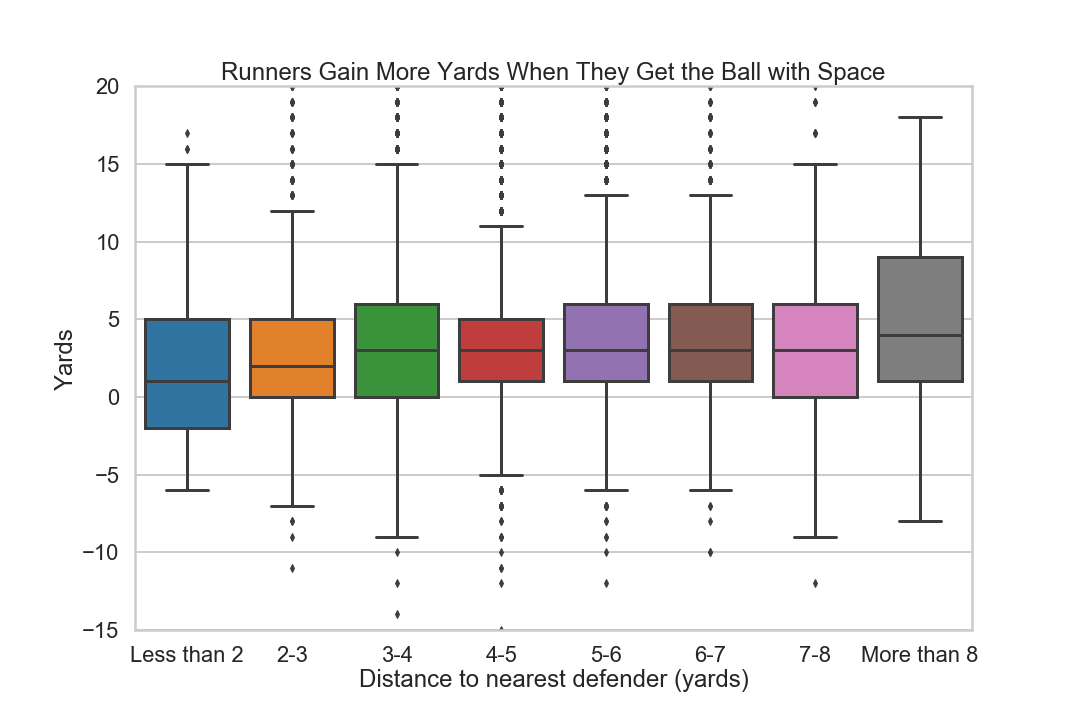 Runners Gain More Yards When They Get the Ball with Space
20
15
10
5
0
−5
−10
−15
Yards
Less than 2 2-3 3-4 4-5 5-6 6-7 7-8 More than 8
Distance to nearest defender (yards)